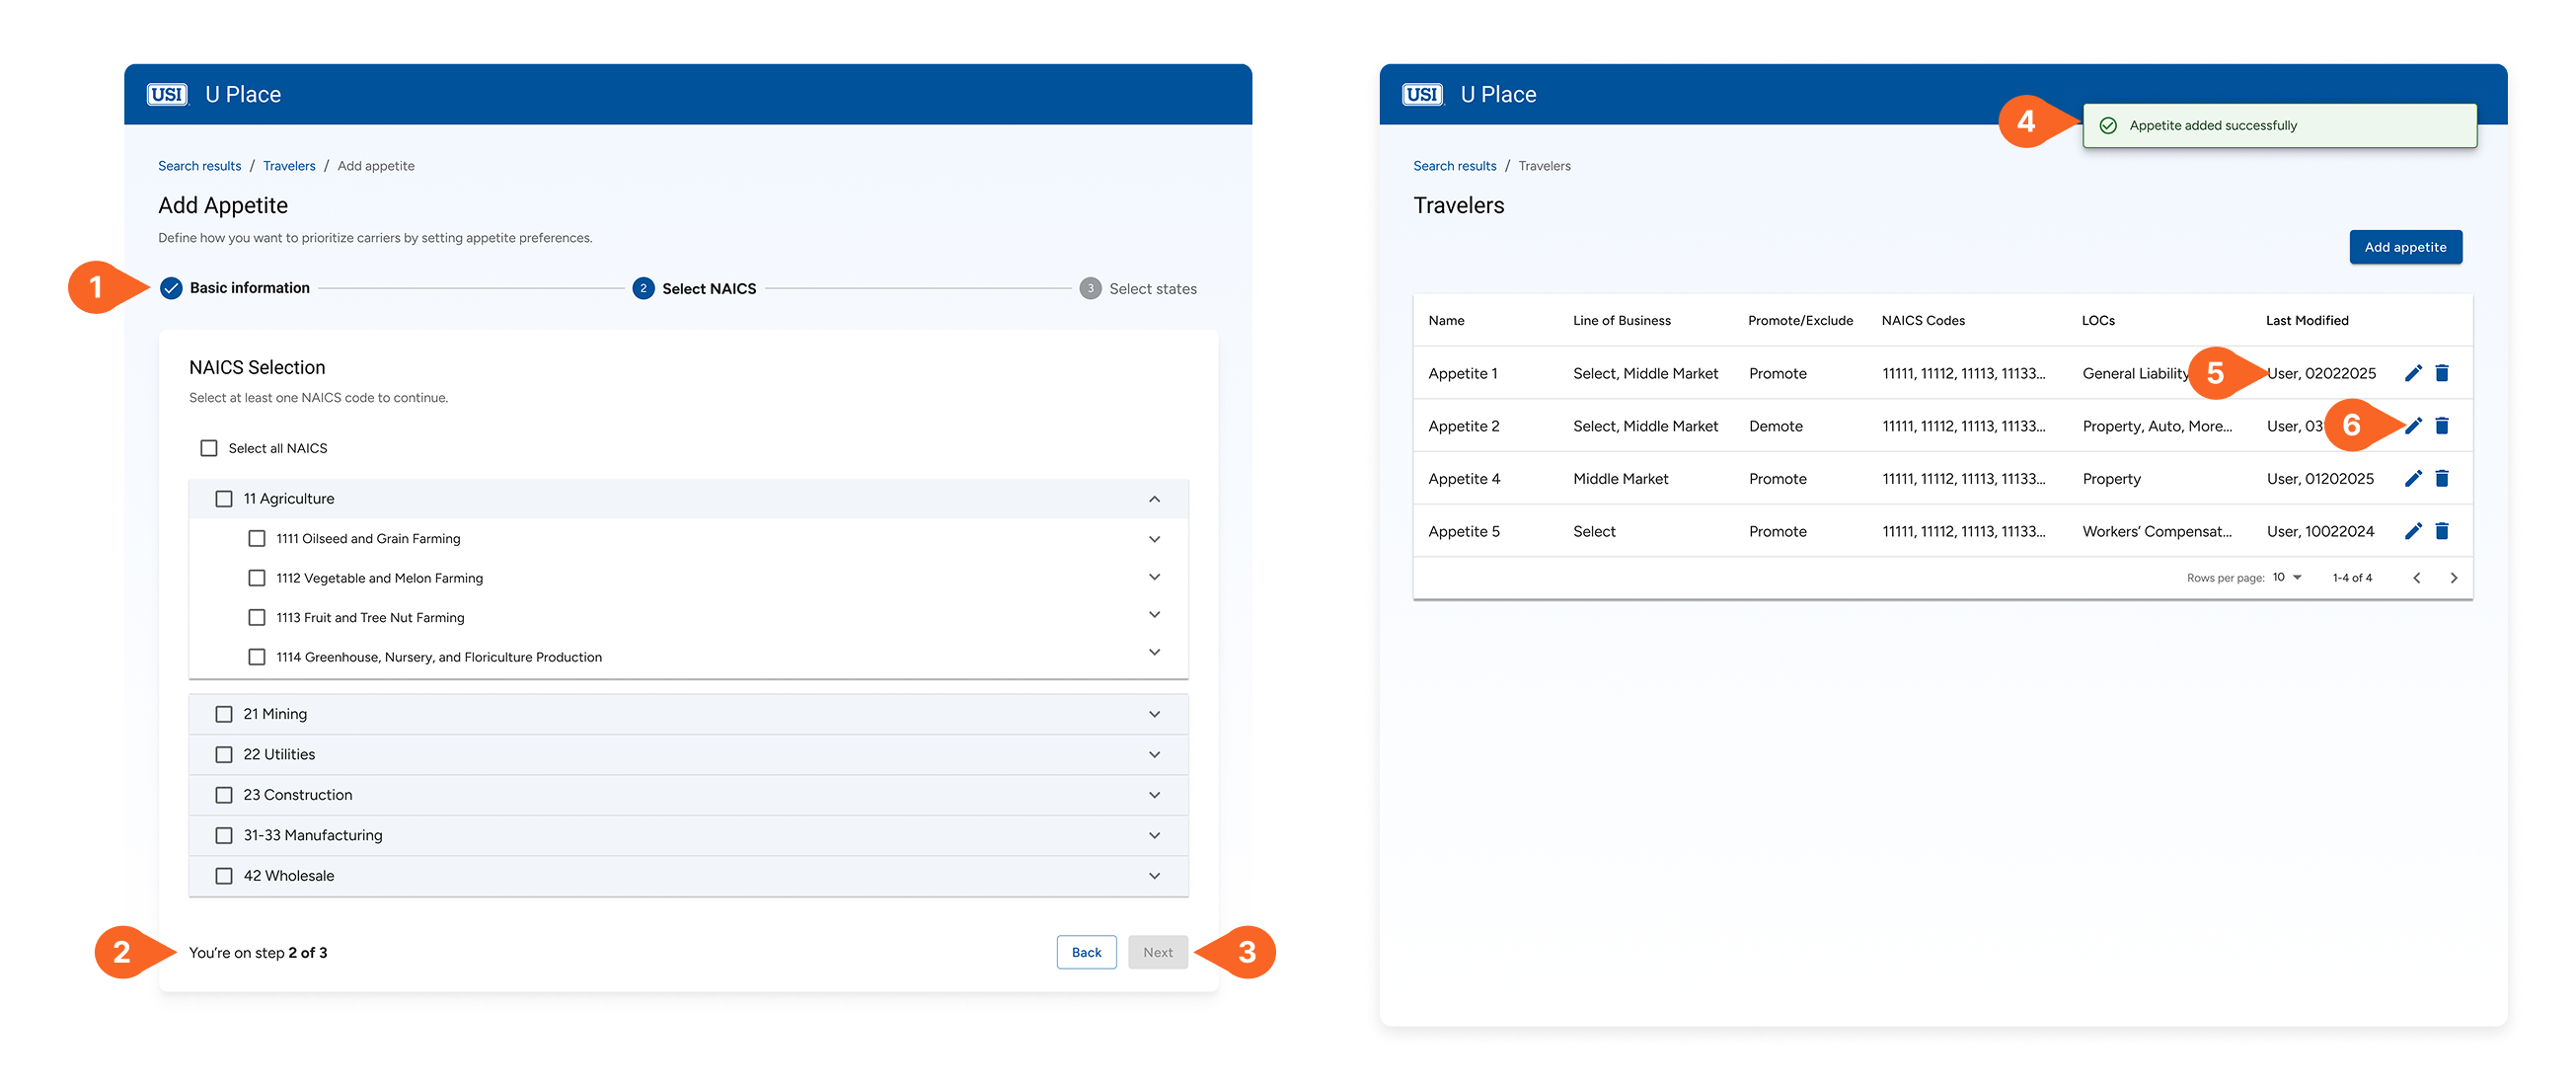 USI U Place
Search results / Travelers / Add appetite
Add Appetite
Define how you want to prioritize carriers by setting appetite preferences.
1 Basic information 2 Select NAICS 3 Select states
NAICS Selection
Select at least one NAICS code to continue.
Select all NAICS
11 Agriculture
1111 Oilseed and Grain Farming
1112 Vegetable and Melon Farming
1113 Fruit and Tree Nut Farming
1114 Greenhouse, Nursery, and Floriculture Production
21 Mining
22 Utilities
23 Construction
31-33 Manufacturing
42 Wholesale
2 You're on step 2 of 3 Back Next 3
USI U Place
4 Appetite added successfully
Search results / Travelers
Travelers
Add appetite
Name Line of Business Promote/Exclude NAICS Codes LOCs Last Modified
Appetite 1 Select, Middle Market Promote 11111, 11112, 11113, 11133... General Liability 5 User, 02022025
Appetite 2 Select, Middle Market Demote 11111, 11112, 11113, 11133... Property, Auto, More... User, 6
Appetite 4 Middle Market Promote 11111, 11112, 11113, 11133... Property User, 01202025
Appetite 5 Select Promote 11111, 11112, 11113, 11133... Workers' Compensat... User, 10022024
Rows per page: 10 1-4 of 4